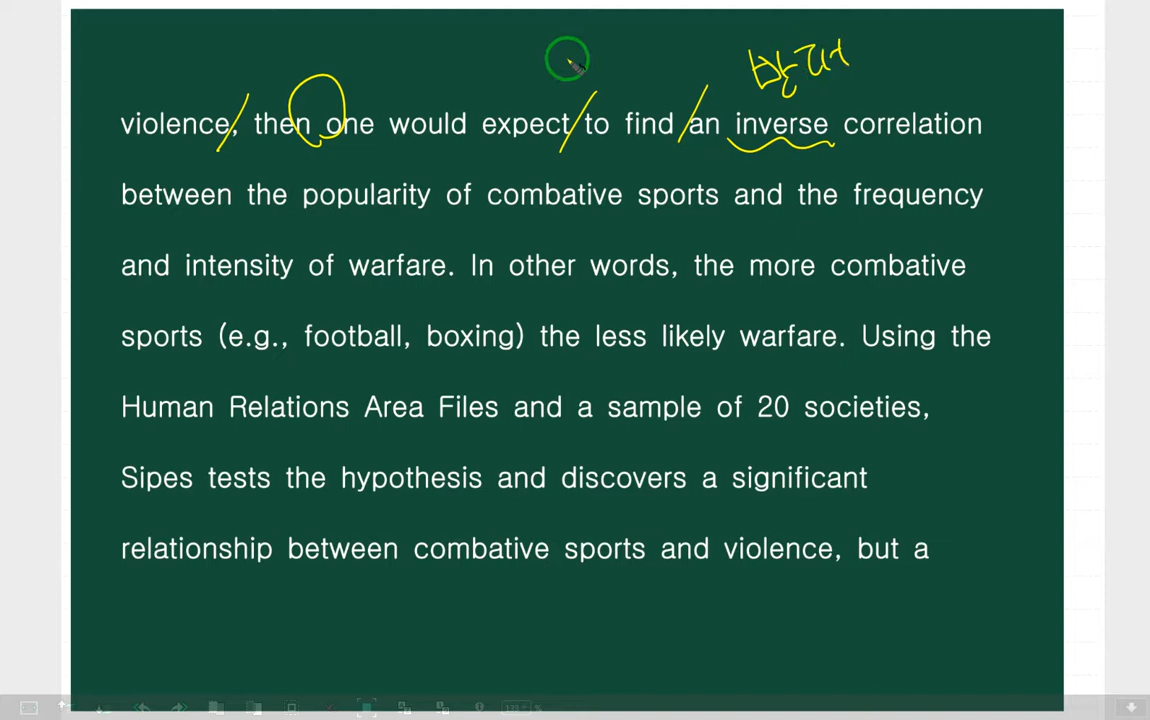 반대
violence, then one would expect to find an inverse correlation
between the popularity of combative sports and the frequency
and intensity of warfare. In other words, the more combative
sports (e.g., football, boxing) the less likely warfare. Using the
Human Relations Area Files and a sample of 20 societies,
Sipes tests the hypothesis and discovers a significant
relationship between combative sports and violence, but a
133 %